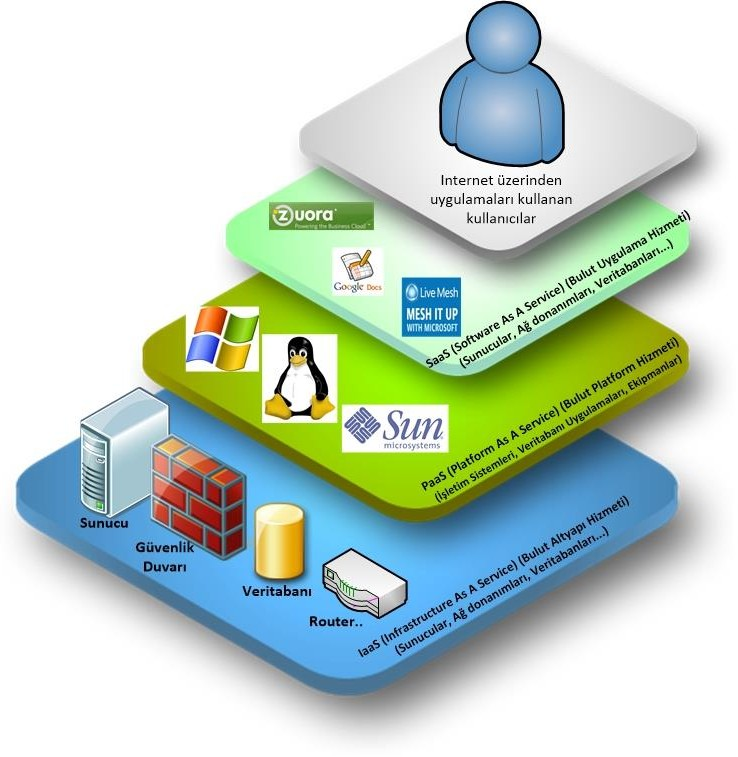 Internet üzerinden
uygulamaları kullanan
kullanıcılar
Zuora
Powering the Business Cloud™
Google Docs
Live Mesh
MESH IT UP
WITH MICROSOFT
SaaS (Software As A Service) (Bulut Uygulama Hizmeti)
(Sunucular, Ağ donanımları, Veritabanları...)
Sun
microsystems
PaaS (Platform As A Service) (Bulut Platform Hizmeti)
(İşletim Sistemleri, Veritabanı Uygulamaları, Ekipmanlar)
Sunucu
Güvenlik
Duvarı
Veritabanı
Router..
IaaS (Infrastructure As A Service) (Bulut Altyapı Hizmeti)
(Sunucular, Ağ donanımları, Veritabanları...)